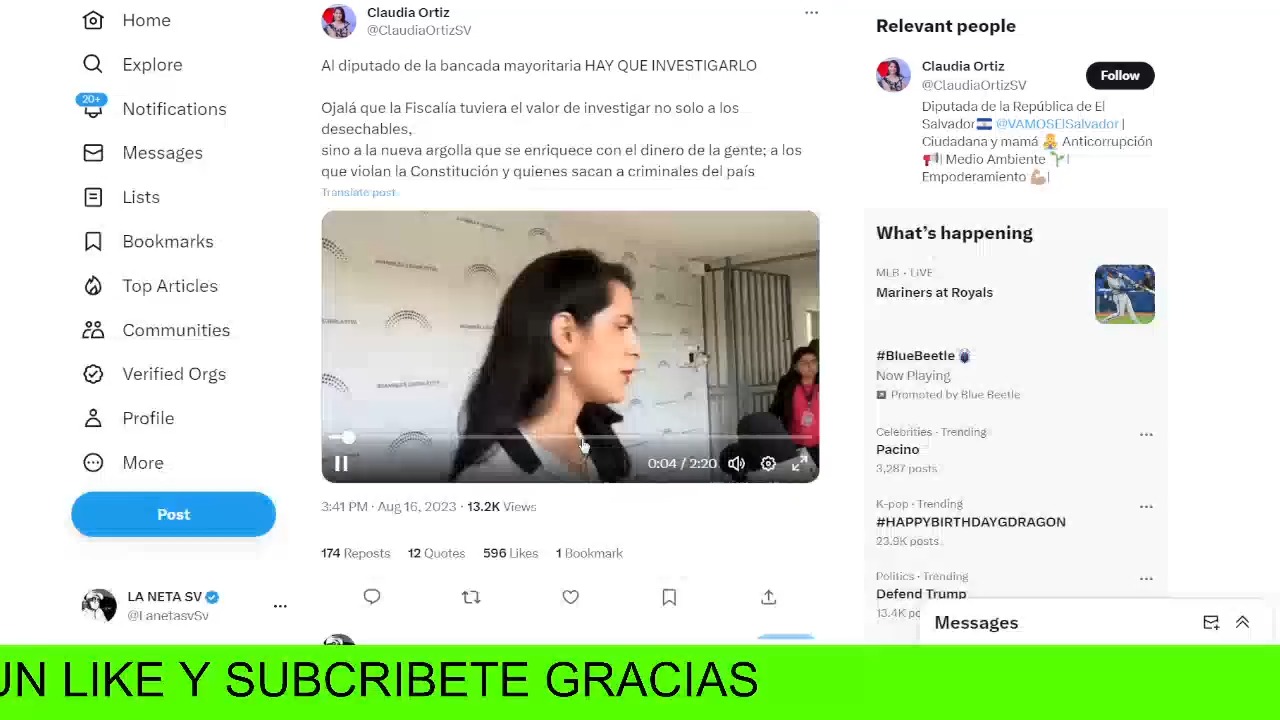 Home
Explore
20+
Notifications
Messages
Lists
Bookmarks
Top Articles
Communities
Verified Orgs
Profile
More
Post
LA NETA SV
@LanetasvSv
Claudia Ortiz
@ClaudiaOrtizSV
Al diputado de la bancada mayoritaria HAY QUE INVESTIGARLO
Ojalá que la Fiscalía tuviera el valor de investigar no solo a los
desechables,
sino a la nueva argolla que se enriquece con el dinero de la gente; a los
que violan la Constitución y quienes sacan a criminales del país
Translate post
0:04 / 2:20
3:41 PM · Aug 16, 2023 · 13.2K Views
174 Reposts 12 Quotes 596 Likes 1 Bookmark
Relevant people
Claudia Ortiz
@ClaudiaOrtizSV
Follow
Diputada de la República de El
Salvador @VAMOSElSalvador |
Ciudadana y mamá Anticorrupción
| Medio Ambiente |
Empoderamiento |
What's happening
MLB · LIVE
Mariners at Royals
#BlueBeetle
Now Playing
Promoted by Blue Beetle
Celebrities · Trending
Pacino
3,287 posts
K-pop · Trending
#HAPPYBIRTHDAYGDRAGON
23.9K posts
Politics · Trending
Defend Trump
13.4K
Messages
UN LIKE Y SUBCRIBETE GRACIAS